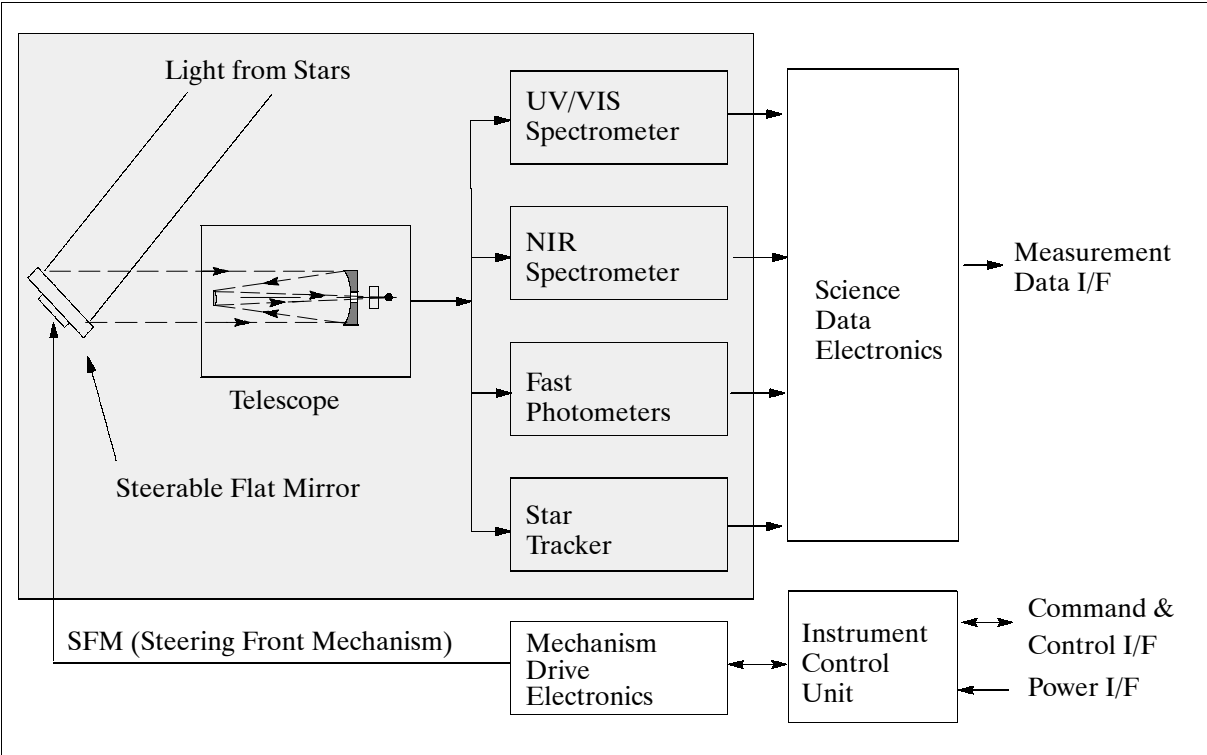 Light from Stars
UV/VIS
Spectrometer
NIR
Spectrometer
Measurement
Data I/F
Science
Data
Electronics
Fast
Photometers
Telescope
Steerable Flat Mirror
Star
Tracker
SFM (Steering Front Mechanism)
Mechanism
Drive
Electronics
Instrument
Control
Unit
Command &
Control I/F
Power I/F